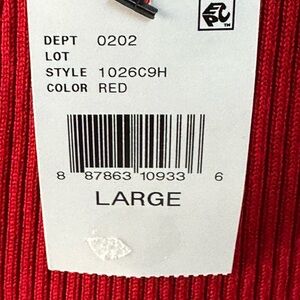 DEPT 0202
LOT
STYLE 1026C9H
COLOR RED
8 87863 10933 6
LARGE